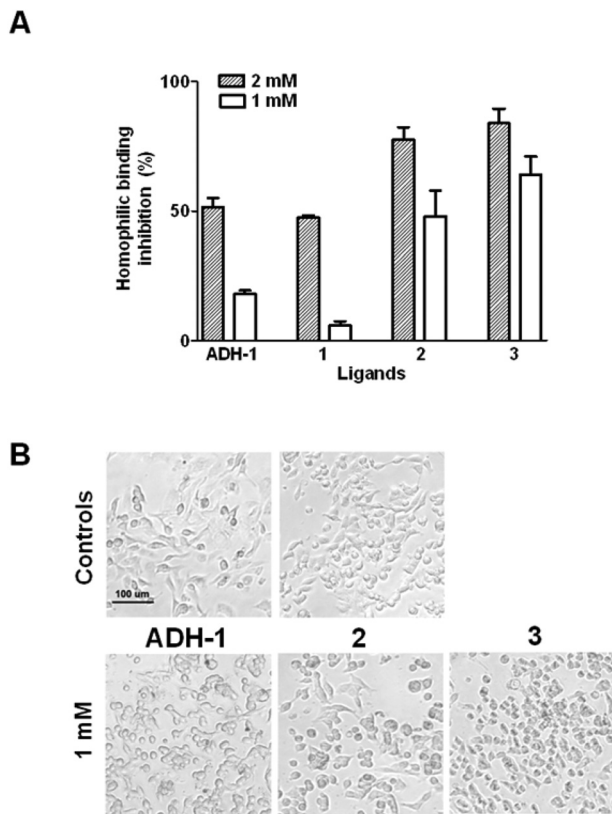 A
Homophilic binding
inhibition (%)
100
50
0
2 mM
1 mM
ADH-1 1 2 3
Ligands
B
Controls
100 um
ADH-1 2 3
1 mM